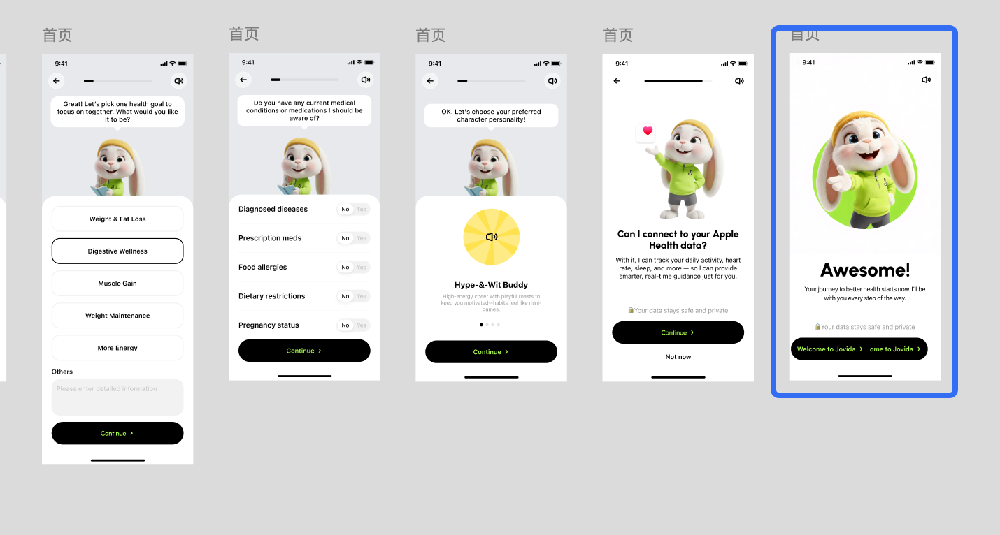 首页
9:41
Great! Let's pick one health goal to
focus on together. What would you like
it to be?
Weight & Fat Loss
Digestive Wellness
Muscle Gain
Weight Maintenance
More Energy
Others
Please enter detailed information
Continue
首页
9:41
Do you have any current medical
conditions or medications I should be
aware of?
Diagnosed diseases
No Yes
Prescription meds
No Yes
Food allergies
No Yes
Dietary restrictions
No Yes
Pregnancy status
No Yes
Continue
首页
9:41
OK. Let's choose your preferred
character personality!
Hype-&-Wit Buddy
High-energy cheer with playful roasts to
keep you motivated—habits feel like mini-
games.
Continue
首页
9:41
Can I connect to your Apple
Health data?
With it, I can track your daily activity, heart
rate, sleep, and more — so I can provide
smarter, real-time guidance just for you.
Your data stays safe and private
Continue
Not now
首页
9:41
Awesome!
Your journey to better health starts now. I'll be
with you every step of the way.
Your data stays safe and private
Welcome to Jovida ome to Jovida